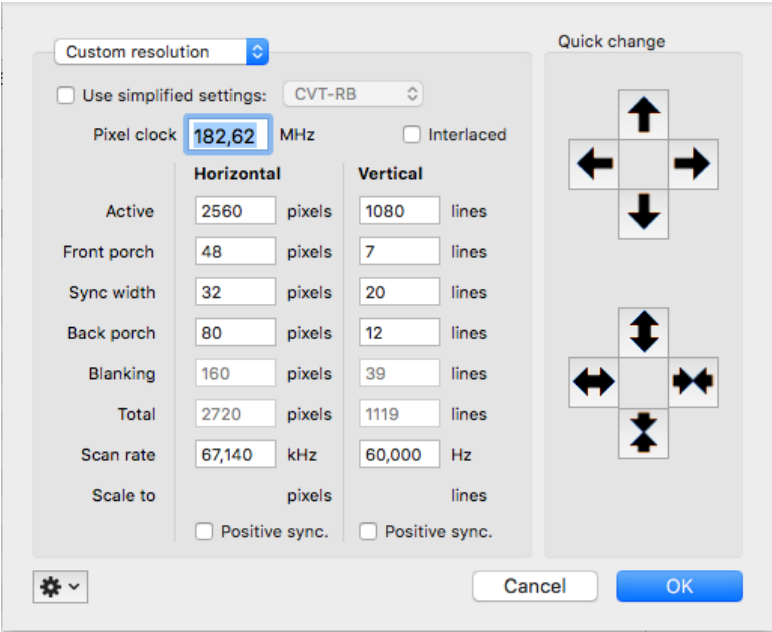 Custom resolution
Quick change
Use simplified settings: CVT-RB
Pixel clock 182,62 MHz Interlaced
Horizontal Vertical
Active 2560 pixels 1080 lines
Front porch 48 pixels 7 lines
Sync width 32 pixels 20 lines
Back porch 80 pixels 12 lines
Blanking 160 pixels 39 lines
Total 2720 pixels 1119 lines
Scan rate 67,140 kHz 60,000 Hz
Scale to pixels lines
Positive sync. Positive sync.
Cancel OK